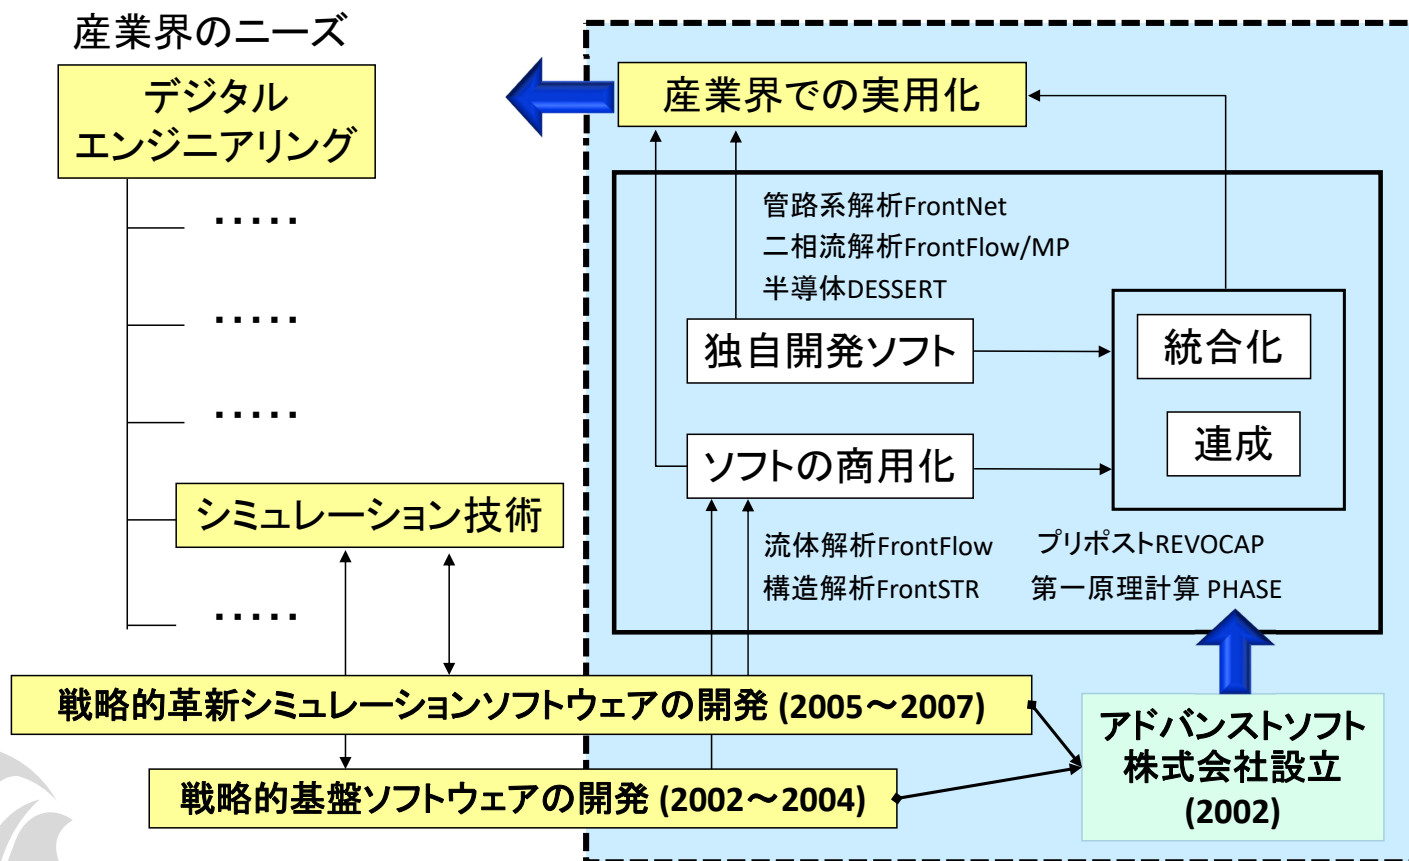 産業界のニーズ
デジタル
エンジニアリング
・・・・・
・・・・・
・・・・・
シミュレーション技術
・・・・・
産業界での実用化
管路系解析FrontNet
二相流解析FrontFlow/MP
半導体DESSERT
独自開発ソフト
統合化
連成
ソフトの商用化
流体解析FrontFlow プリポストREVOCAP
構造解析FrontSTR 第一原理計算 PHASE
戦略的革新シミュレーションソフトウェアの開発 (2005～2007)
戦略的基盤ソフトウェアの開発 (2002～2004)
アドバンストソフト
株式会社設立
(2002)